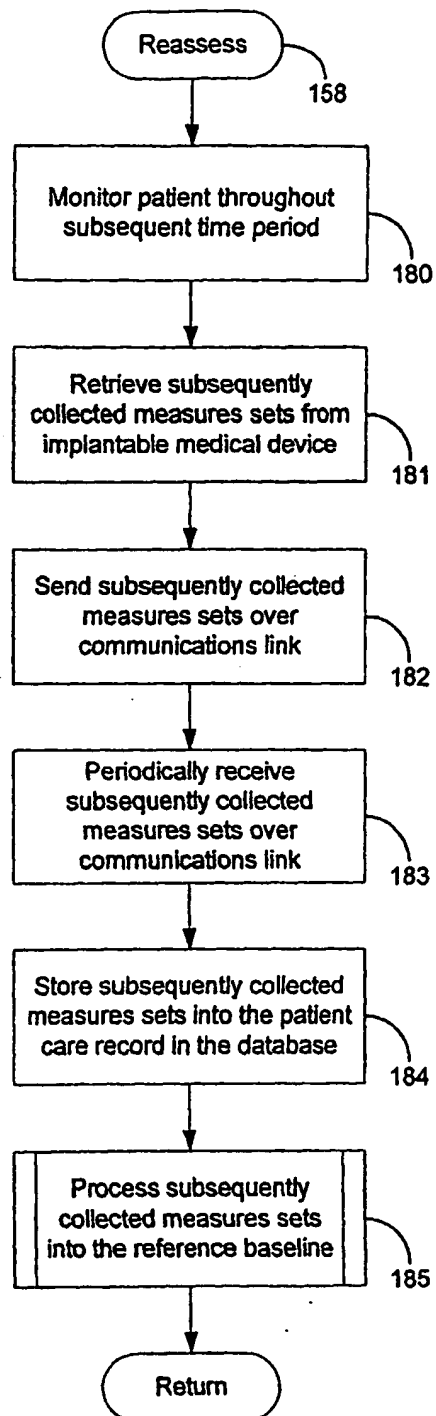 Reassess
158
Monitor patient throughout
subsequent time period
180
Retrieve subsequently
collected measures sets from
implantable medical device
181
Send subsequently collected
measures sets over
communications link
182
Periodically receive
subsequently collected
measures sets over
communications link
183
Store subsequently collected
measures sets into the patient
care record in the database
184
Process subsequently
collected measures sets
into the reference baseline
185
Return